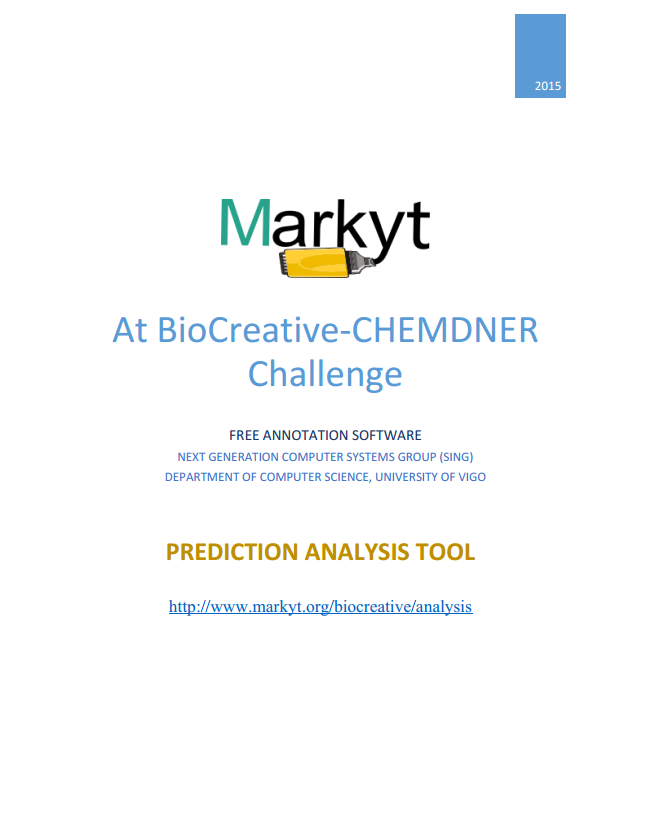 2015
Markyt
At BioCreative-CHEMDNER
Challenge
FREE ANNOTATION SOFTWARE
NEXT GENERATION COMPUTER SYSTEMS GROUP (SING)
DEPARTMENT OF COMPUTER SCIENCE, UNIVERSITY OF VIGO
PREDICTION ANALYSIS TOOL
http://www.markyt.org/biocreative/analysis